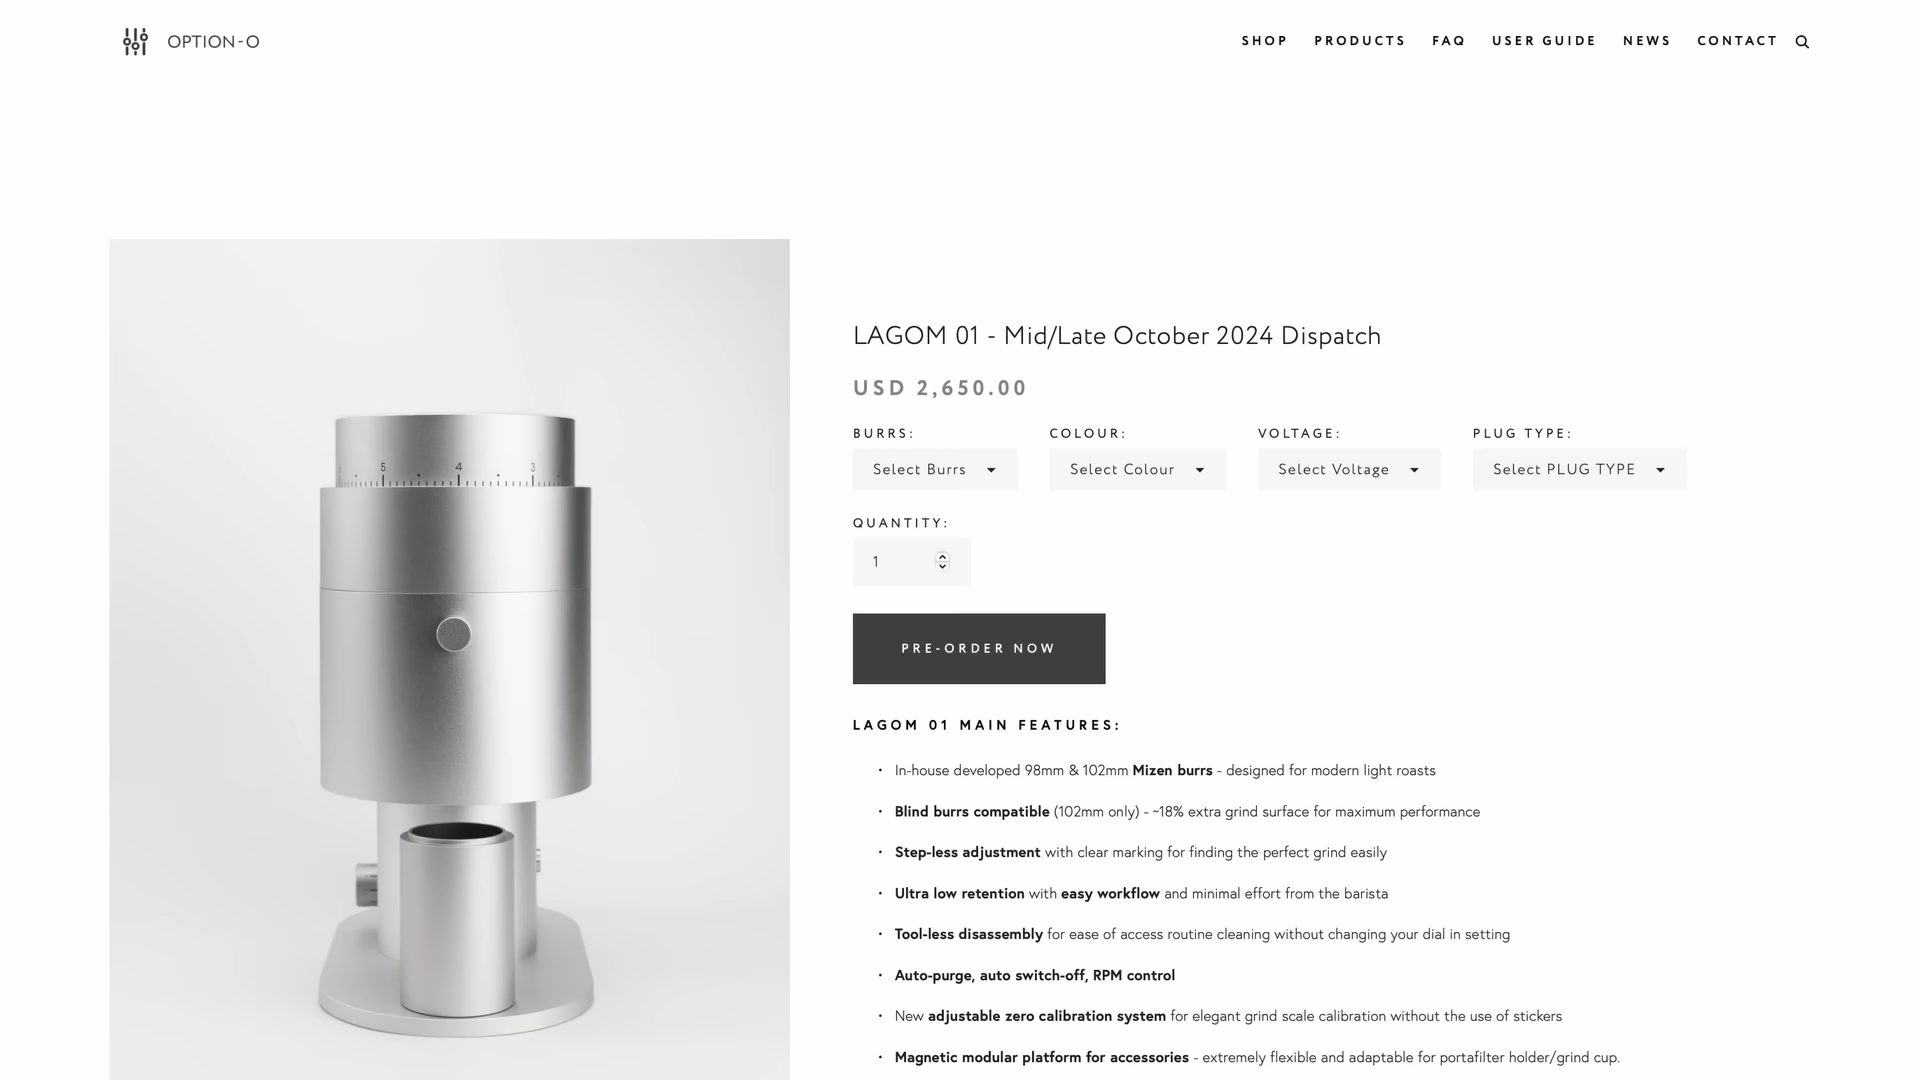 OPTION-O
SHOP PRODUCTS FAQ USER GUIDE NEWS CONTACT
5 4 3
LAGOM 01 - Mid/Late October 2024 Dispatch
USD 2,650.00
BURRS: COLOUR: VOLTAGE: PLUG TYPE:
Select Burrs Select Colour Select Voltage Select PLUG TYPE
QUANTITY:
1
PRE-ORDER NOW
LAGOM 01 MAIN FEATURES:
• In-house developed 98mm & 102mm Mizen burrs - designed for modern light roasts
• Blind burrs compatible (102mm only) - ~18% extra grind surface for maximum performance
• Step-less adjustment with clear marking for finding the perfect grind easily
• Ultra low retention with easy workflow and minimal effort from the barista
• Tool-less disassembly for ease of access routine cleaning without changing your dial in setting
• Auto-purge, auto switch-off, RPM control
• New adjustable zero calibration system for elegant grind scale calibration without the use of stickers
• Magnetic modular platform for accessories - extremely flexible and adaptable for portafilter holder/grind cup.